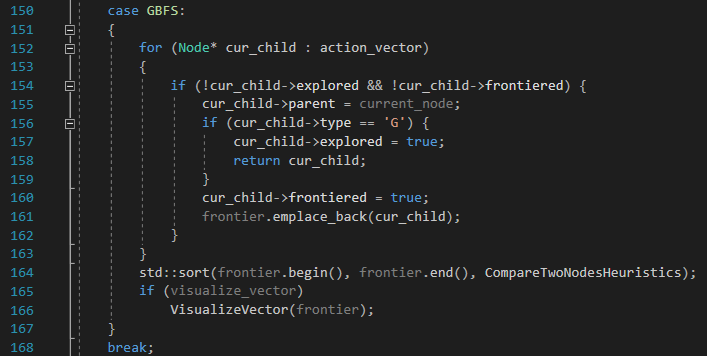 150 case GBFS:
151 {
152 for (Node* cur_child : action_vector)
153 {
154 if (!cur_child->explored && !cur_child->frontiered) {
155 cur_child->parent = current_node;
156 if (cur_child->type == 'G') {
157 cur_child->explored = true;
158 return cur_child;
159 }
160 cur_child->frontiered = true;
161 frontier.emplace_back(cur_child);
162 }
163 }
164 std::sort(frontier.begin(), frontier.end(), CompareTwoNodesHeuristics);
165 if (visualize_vector)
166 VisualizeVector(frontier);
167 }
168 break;